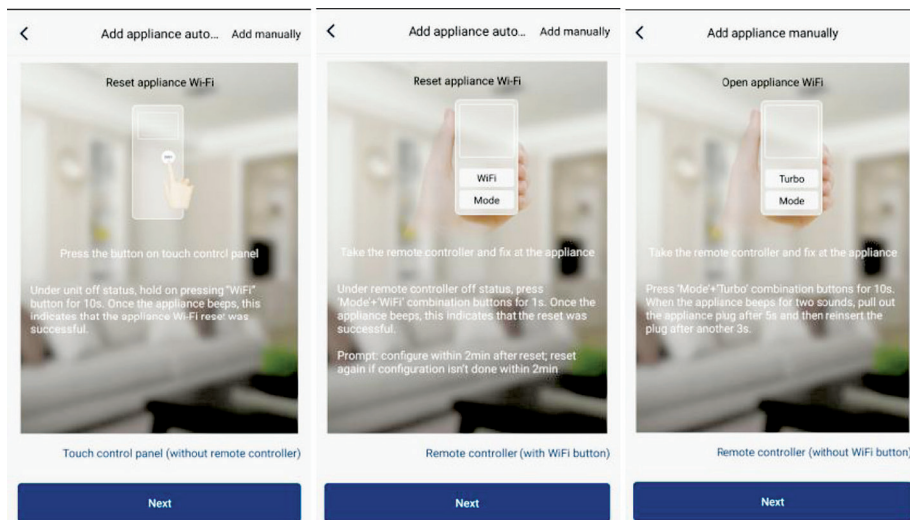 Add appliance auto... Add manually
Reset appliance Wi-Fi
Press the button on touch control panel
Under unit off status, hold on pressing "WiFi"
button for 10s. Once the appliance beeps, this
indicates that the appliance Wi-Fi reset was
successful.
Touch control panel (without remote controller)
Next
Add appliance auto... Add manually
Reset appliance Wi-Fi
WiFi
Mode
Take the remote controller and fix at the appliance
Under remote controller off status, press
'Mode'+'WiFi' combination buttons for 1s. Once the
appliance beeps, this indicates that the reset was
successful.
Prompt: configure within 2min after reset; reset
again if configuration isn't done within 2min
Remote controller (with WiFi button)
Next
Add appliance manually
Open appliance WiFi
Turbo
Mode
Take the remote controller and fix at the appliance
Press 'Mode'+'Turbo' combination buttons for 10s.
When the appliance beeps for two sounds, pull out
the appliance plug after 5s and then reinsert the
plug after another 3s.
Remote controller (without WiFi button)
Next